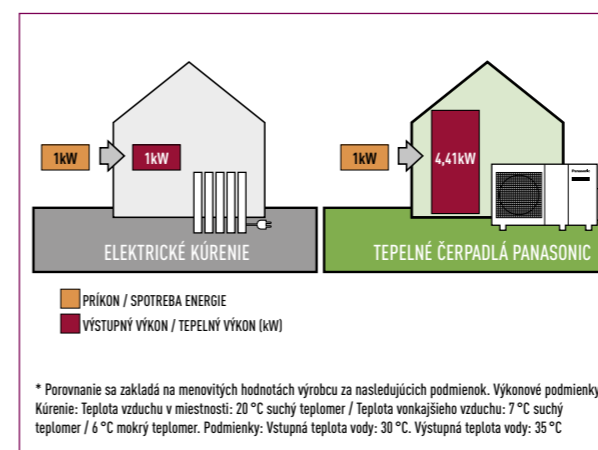 1kW
1kW
ELEKTRICKÉ KÚRENIE
1kW
4,41kW
Panasonic
TEPELNÉ ČERPADLÁ PANASONIC
PRÍKON / SPOTREBA ENERGIE
VÝSTUPNÝ VÝKON / TEPELNÝ VÝKON (kW)
* Porovnanie sa zakladá na menovitých hodnotách výrobcu za nasledujúcich podmienok. Výkonové podmienky
Kúrenie: Teplota vzduchu v miestnosti: 20 °C suchý teplomer / Teplota vonkajšieho vzduchu: 7 °C suchý
teplomer / 6 °C mokrý teplomer. Podmienky: Vstupná teplota vody: 30 °C. Výstupná teplota vody: 35 °C